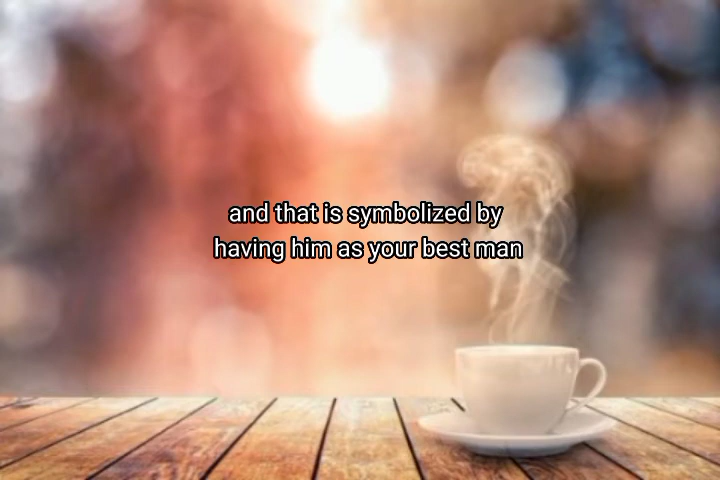 and that is symbolized by
having him as your best man